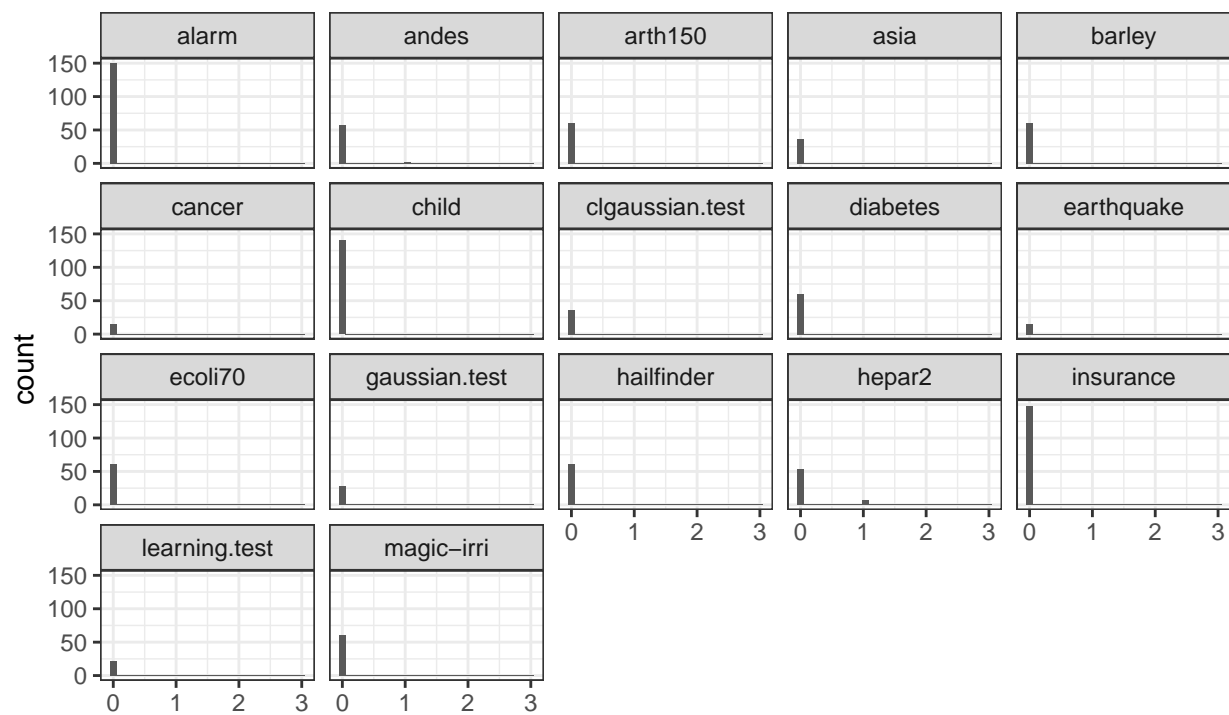 alarm andes arth150 asia barley
150
100
50
0
cancer child clgaussian.test diabetes earthquake
150
100
50
0
ecoli70 gaussian.test hailfinder hepar2 insurance
150
100
50
0
0 1 2 3 0 1 2 3 0 1 2 3
learning.test magic−irri
150
100
50
0
0 1 2 3 0 1 2 3
count